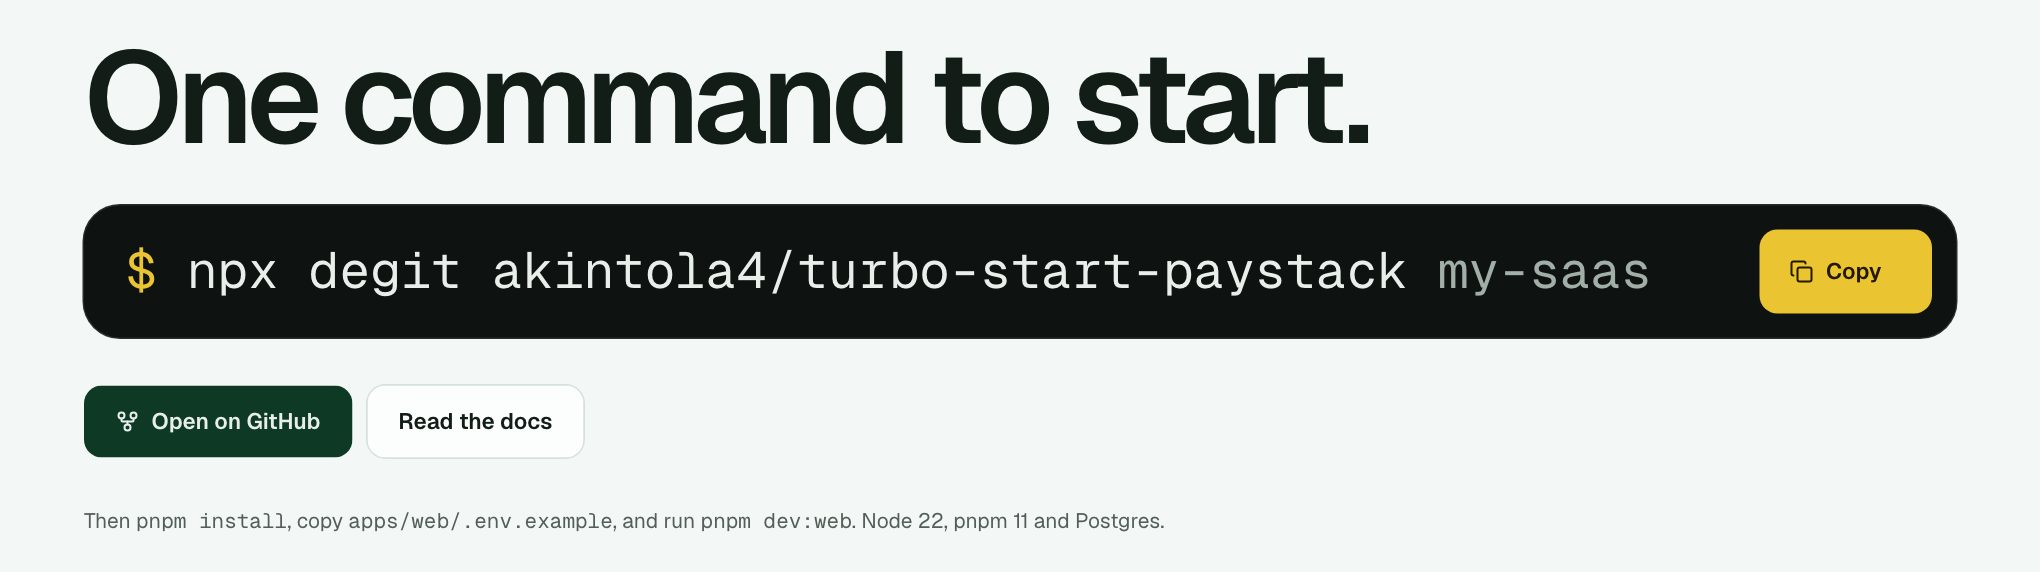 One command to start.
$ npx degit akintola4/turbo-start-paystack my-saas
Copy
Open on GitHub
Read the docs
Then pnpm install, copy apps/web/.env.example, and run pnpm dev:web. Node 22, pnpm 11 and Postgres.